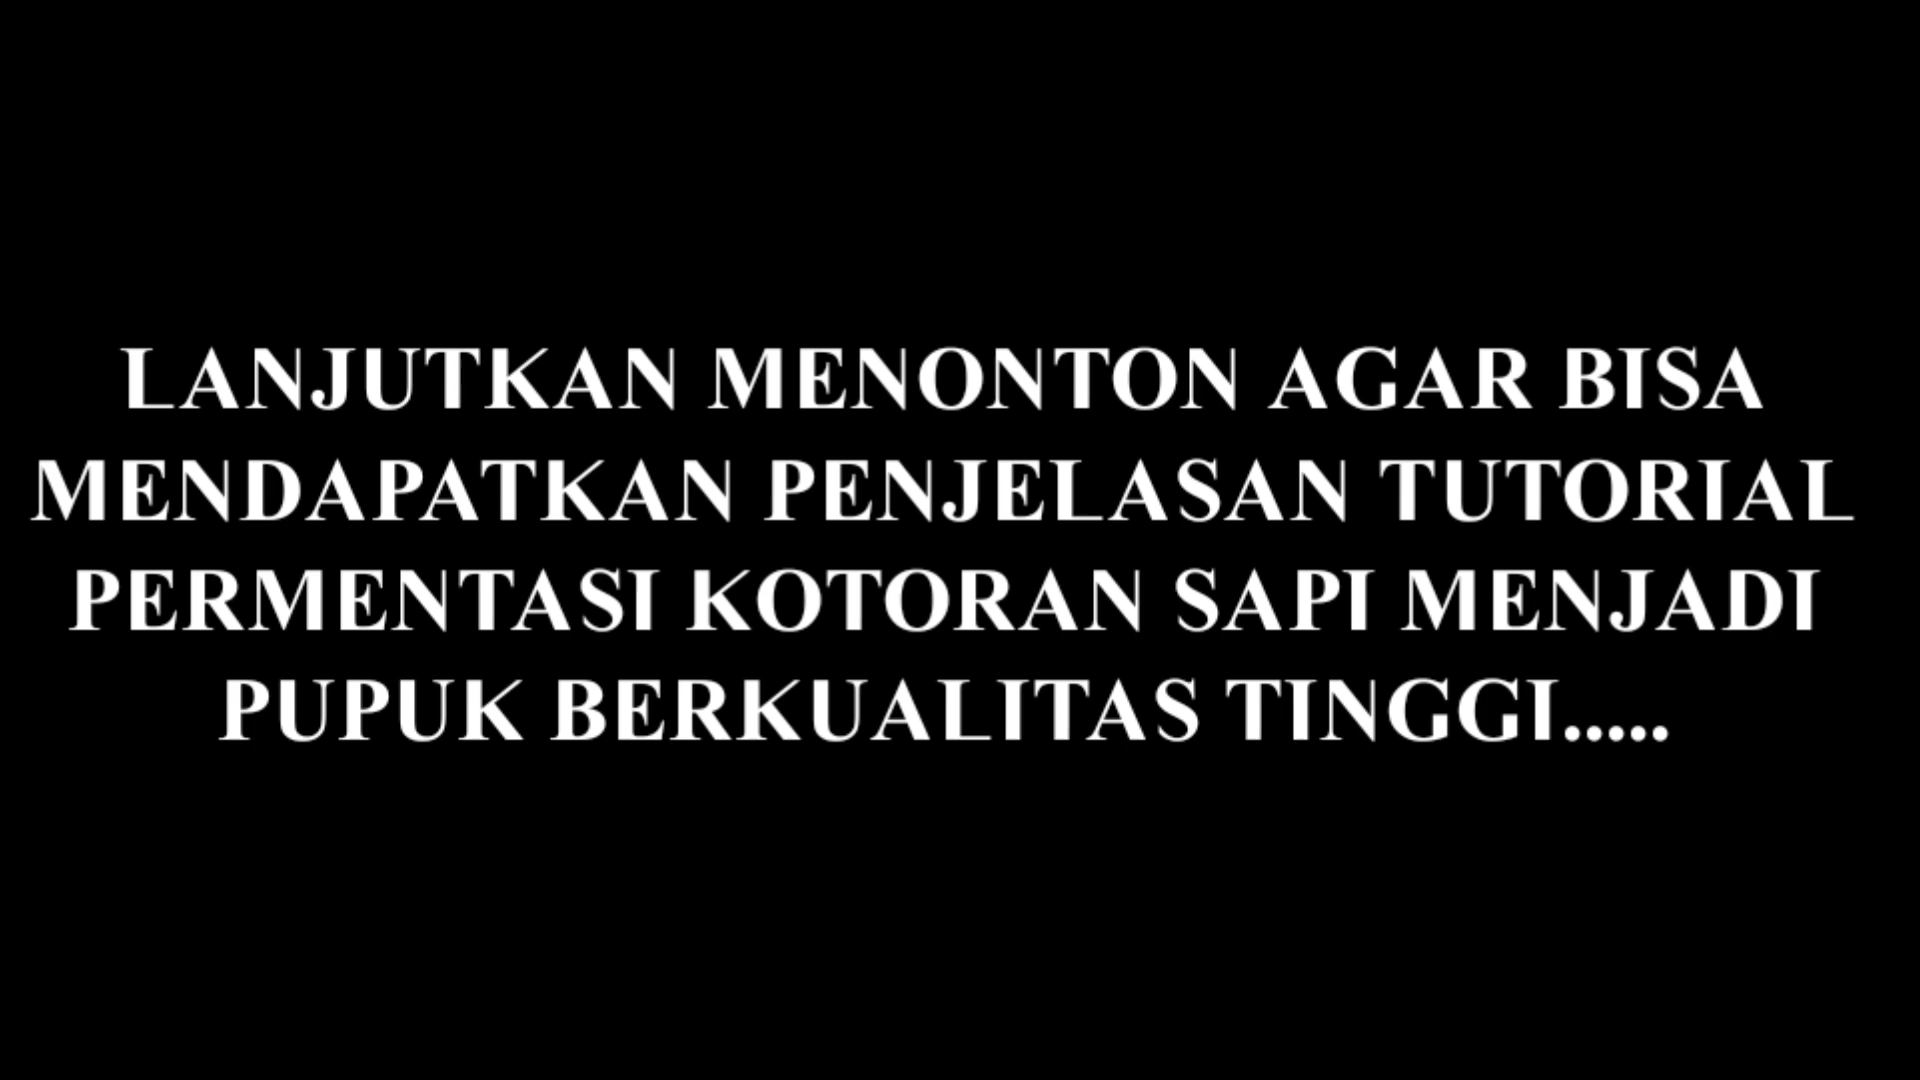 LANJUTKAN MENONTON AGAR BISA
MENDAPATKAN PENJELASAN TUTORIAL
PERMENTASI KOTORAN SAPI MENJADI
PUPUK BERKUALITAS TINGGI.....